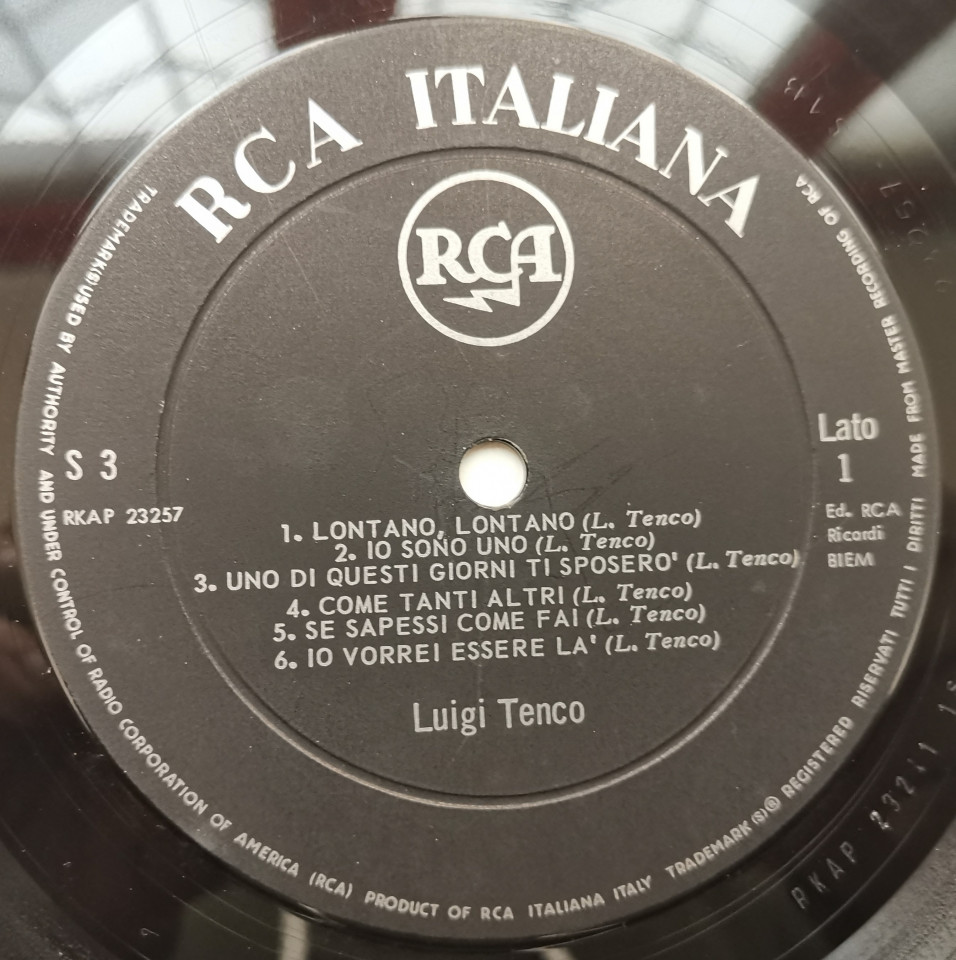 RCA ITALIANA
RCA
S 3
RKAP 23257
Lato
1
Ed. RCA
Ricordi
BIEM
1. LONTANO, LONTANO (L. Tenco)
2. IO SONO UNO (L. Tenco)
3. UNO DI QUESTI GIORNI TI SPOSERO' (L. Tenco)
4. COME TANTI ALTRI (L. Tenco)
5. SE SAPESSI COME FAI (L. Tenco)
6. IO VORREI ESSERE LA' (L. Tenco)
Luigi Tenco
TRADEMARK(S) USED BY AUTHORITY AND UNDER CONTROL OF RADIO CORPORATION OF AMERICA (RCA) PRODUCT OF RCA ITALIANA ITALY TRADEMARK(S)® REGISTERED RISERVATI TUTTI I DIRITTI MADE FROM MASTER RECORDING OF RCA
RKAP